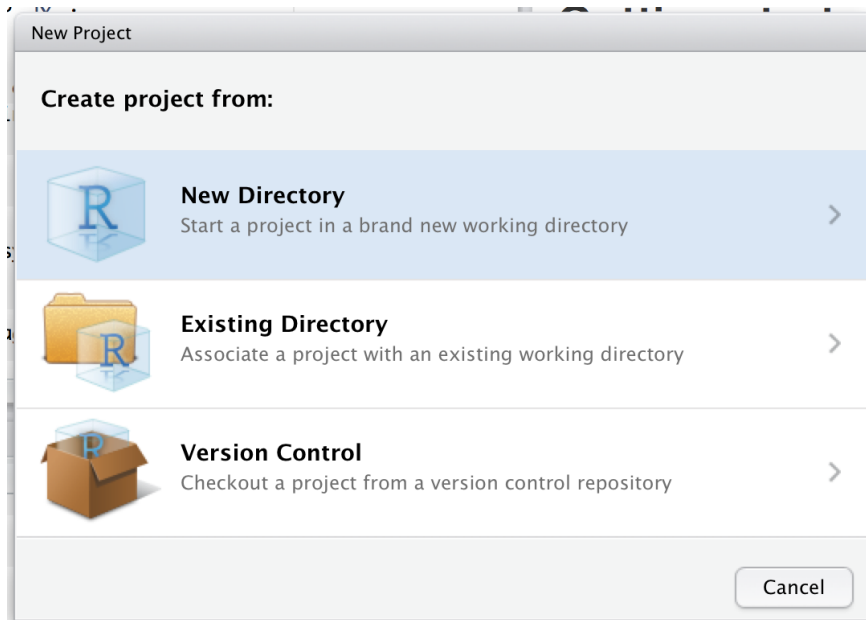 New Project
Create project from:
R
New Directory
Start a project in a brand new working directory
R
Existing Directory
Associate a project with an existing working directory
R
Version Control
Checkout a project from a version control repository
Cancel